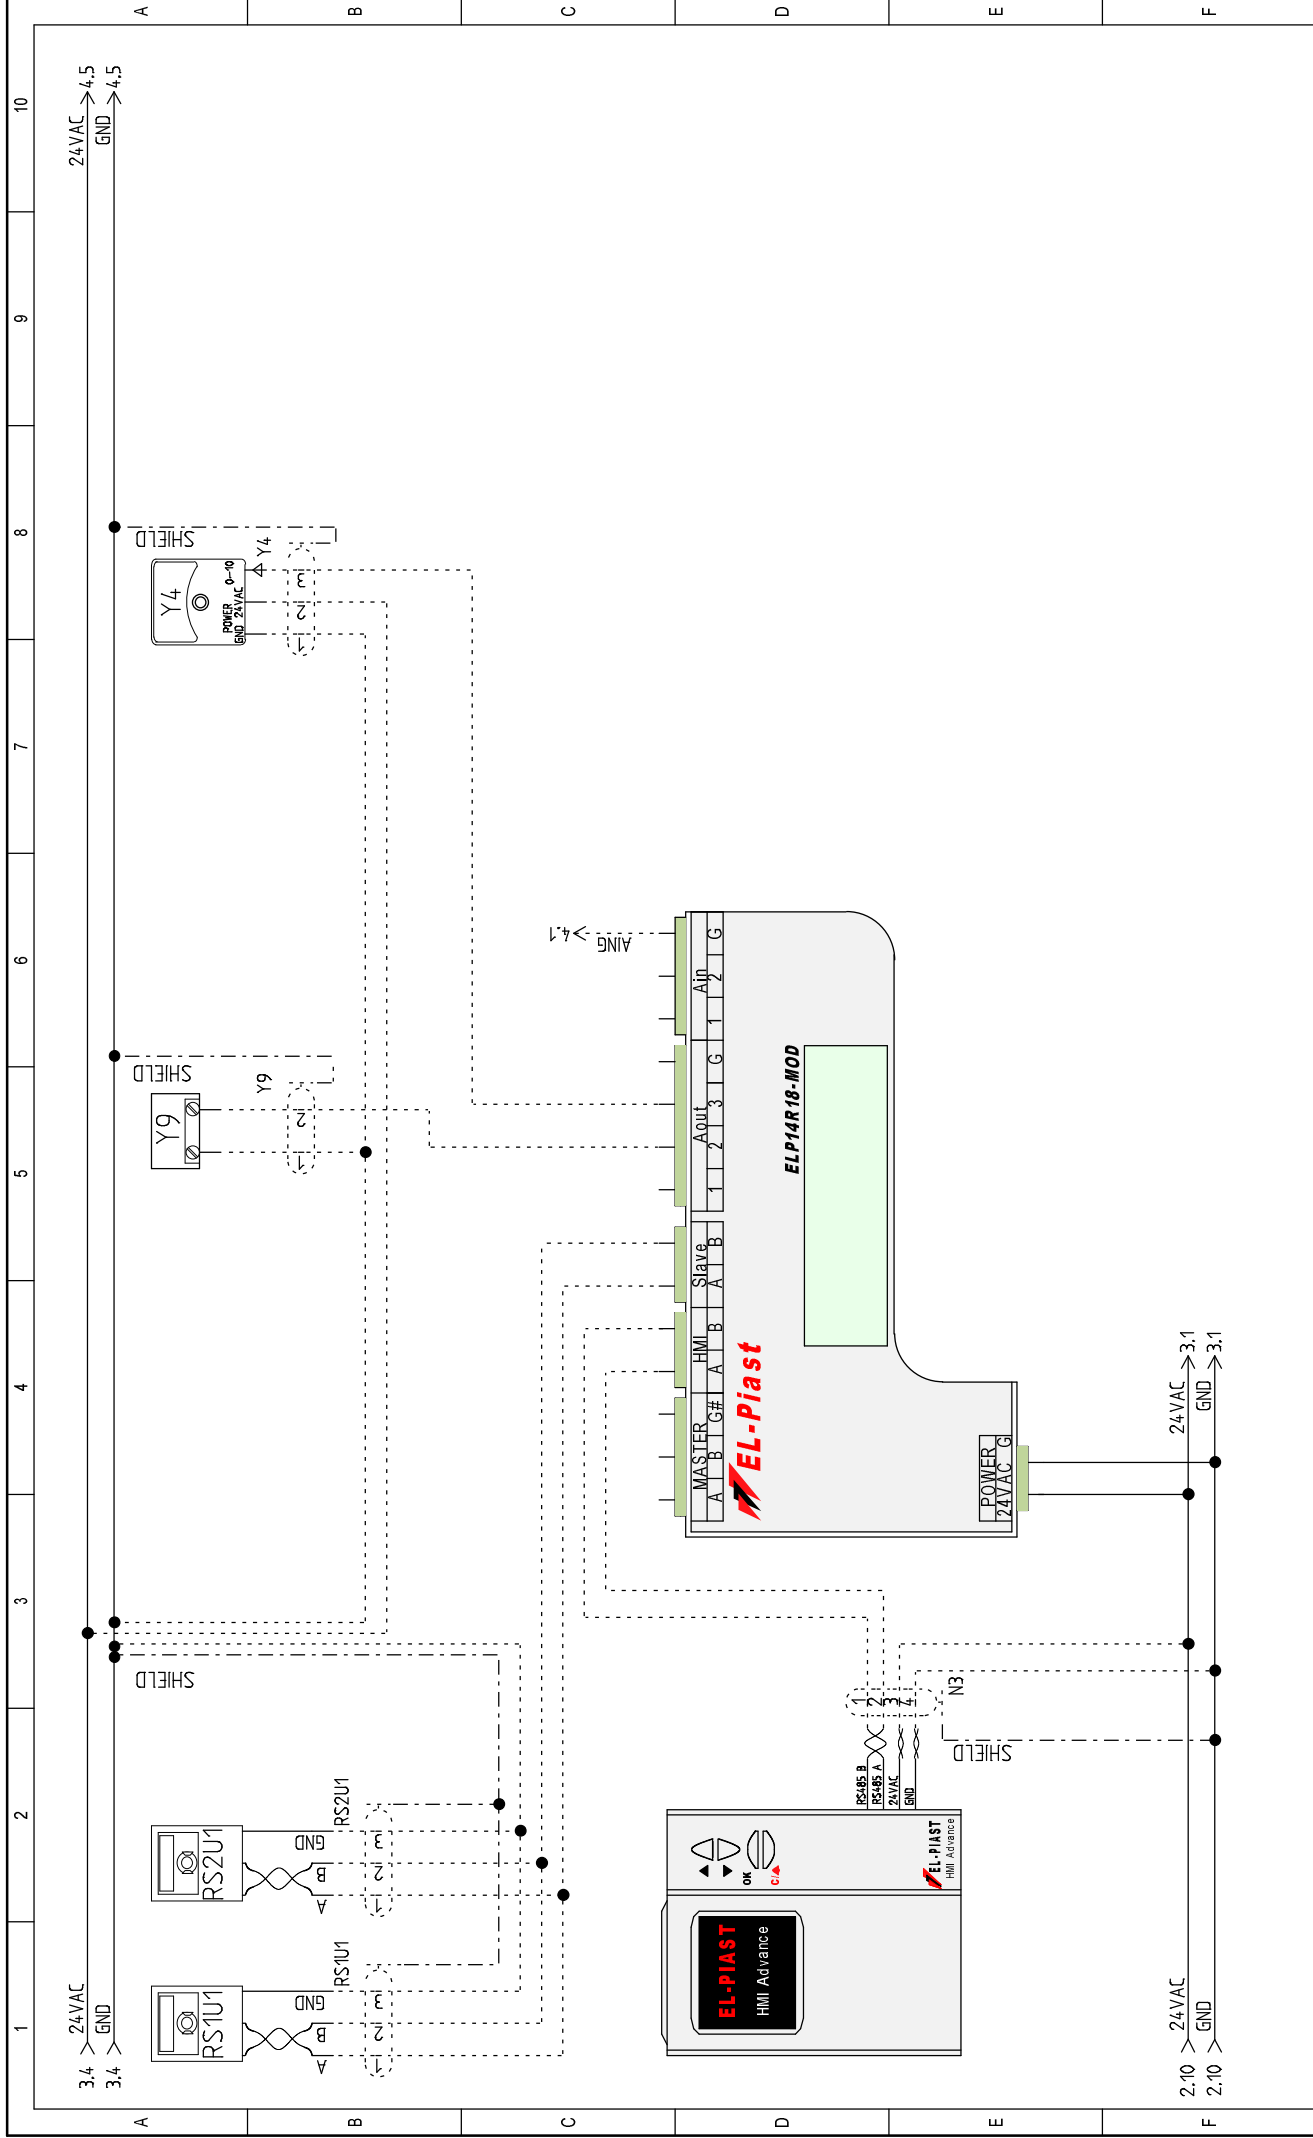 1 2 3 4 5 6 7 8 9 10
A
B
C
D
E
F
A
B
C
D
E
F
3.4 24VAC
3.4 GND
24VAC 4.5
GND 4.5
RS1U1
A B GND
1 2 3
RS1U1
RS2U1
A B GND
1 2 3
RS2U1
SHIELD
Y9
1 2
Y9
SHIELD
Y4
POWER
GND 24VAC 0-10
1 2 3
Y4
SHIELD
4.1
AING
MASTER HMI Slave Aout Ain
A B G# A B A B 1 2 3 G 1 2 G
EL-Piast
ELP14R18-MOD
POWER
24VAC G
EL-PIAST
HMI Advance
OK
C/
EL-PIAST
HMI Advance
RS485 B
RS485 A
24VAC
GND
1
2
3
4
N3
SHIELD
2.10 24VAC
2.10 GND
24VAC 3.1
GND 3.1